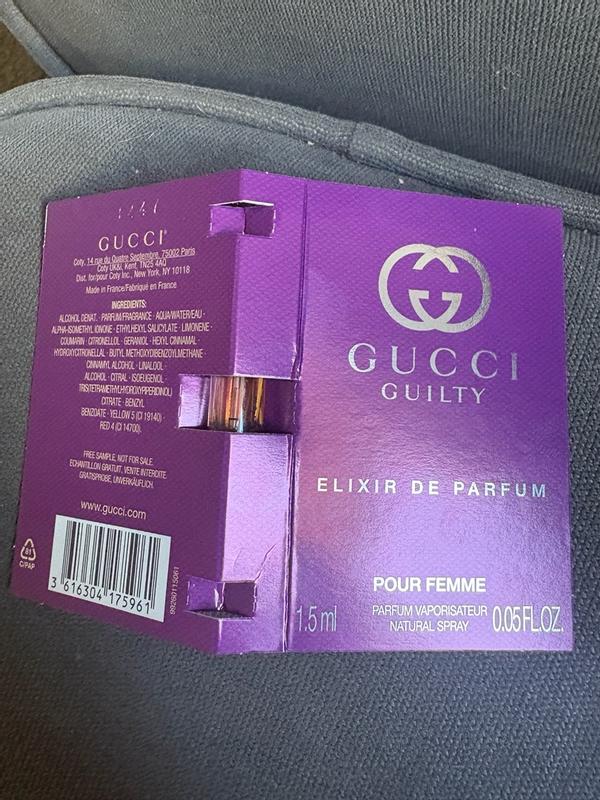 1447
GUCCI
Coty, 14 rue du Quatre Septembre, 75002 Paris
Coty UK&I, Kent, TN25 4AQ
Dist. for/pour Coty Inc., New York, NY 10118
Made in France/Fabriqué en France
INGREDIENTS:
ALCOHOL DENAT. · PARFUM/FRAGRANCE · AQUA/WATER/EAU ·
ALPHA-ISOMETHYL IONONE · ETHYLHEXYL SALICYLATE · LIMONENE ·
COUMARIN · CITRONELLOL · GERANIOL · HEXYL CINNAMAL ·
HYDROXYCITRONELLAL · BUTYL METHOXYDIBENZOYLMETHANE ·
CINNAMYL ALCOHOL · LINALOOL ·
ALCOHOL · CITRAL · ISOEUGENOL ·
TRIS(TETRAMETHYLHYDROXYPIPERIDINOL)
CITRATE · BENZYL
BENZOATE · YELLOW 5 (CI 19140) ·
RED 4 (CI 14700).
FREE SAMPLE, NOT FOR SALE.
ECHANTILLON GRATUIT, VENTE INTERDITE.
GRATISPROBE, UNVERKÄUFLICH.
www.gucci.com
81
C/PAP
3 616304 175961
99260115061
GUCCI
GUILTY
ELIXIR DE PARFUM
POUR FEMME
1.5 ml PARFUM VAPORISATEUR 0.05 FL.OZ.
NATURAL SPRAY